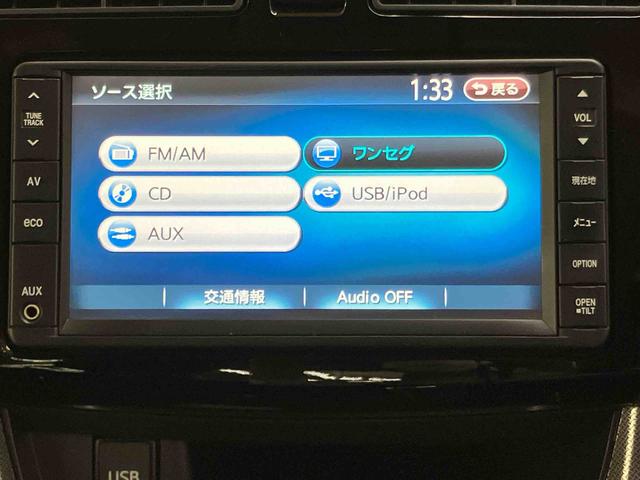 ソース選択
1:33
戻る
FM/AM
ワンセグ
CD
USB/iPod
AUX
交通情報
Audio OFF
TUNE
TRACK
AV
eco
AUX
VOL
現在地
メニュー
OPTION
OPEN
TILT
USB